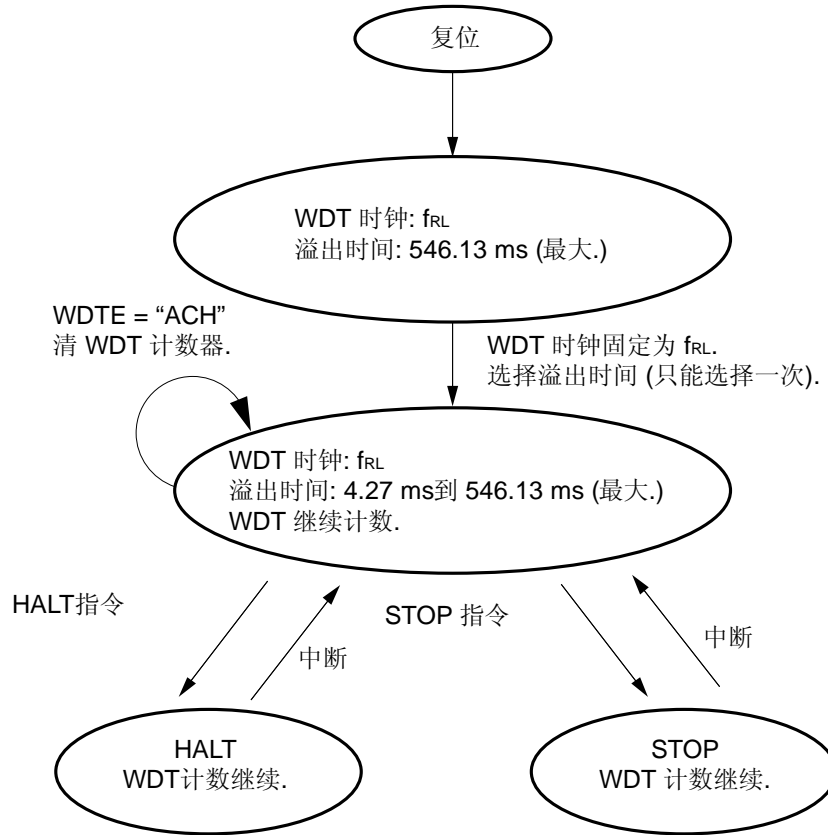 复位
WDT 时钟: fRL
溢出时间: 546.13 ms (最大.)
WDTE = “ACH”
清 WDT 计数器.
WDT 时钟固定为 fRL.
选择溢出时间 (只能选择一次).
WDT 时钟: fRL
溢出时间: 4.27 ms到 546.13 ms (最大.)
WDT 继续计数.
HALT指令
中断
STOP 指令
中断
HALT
WDT计数继续.
STOP
WDT 计数继续.